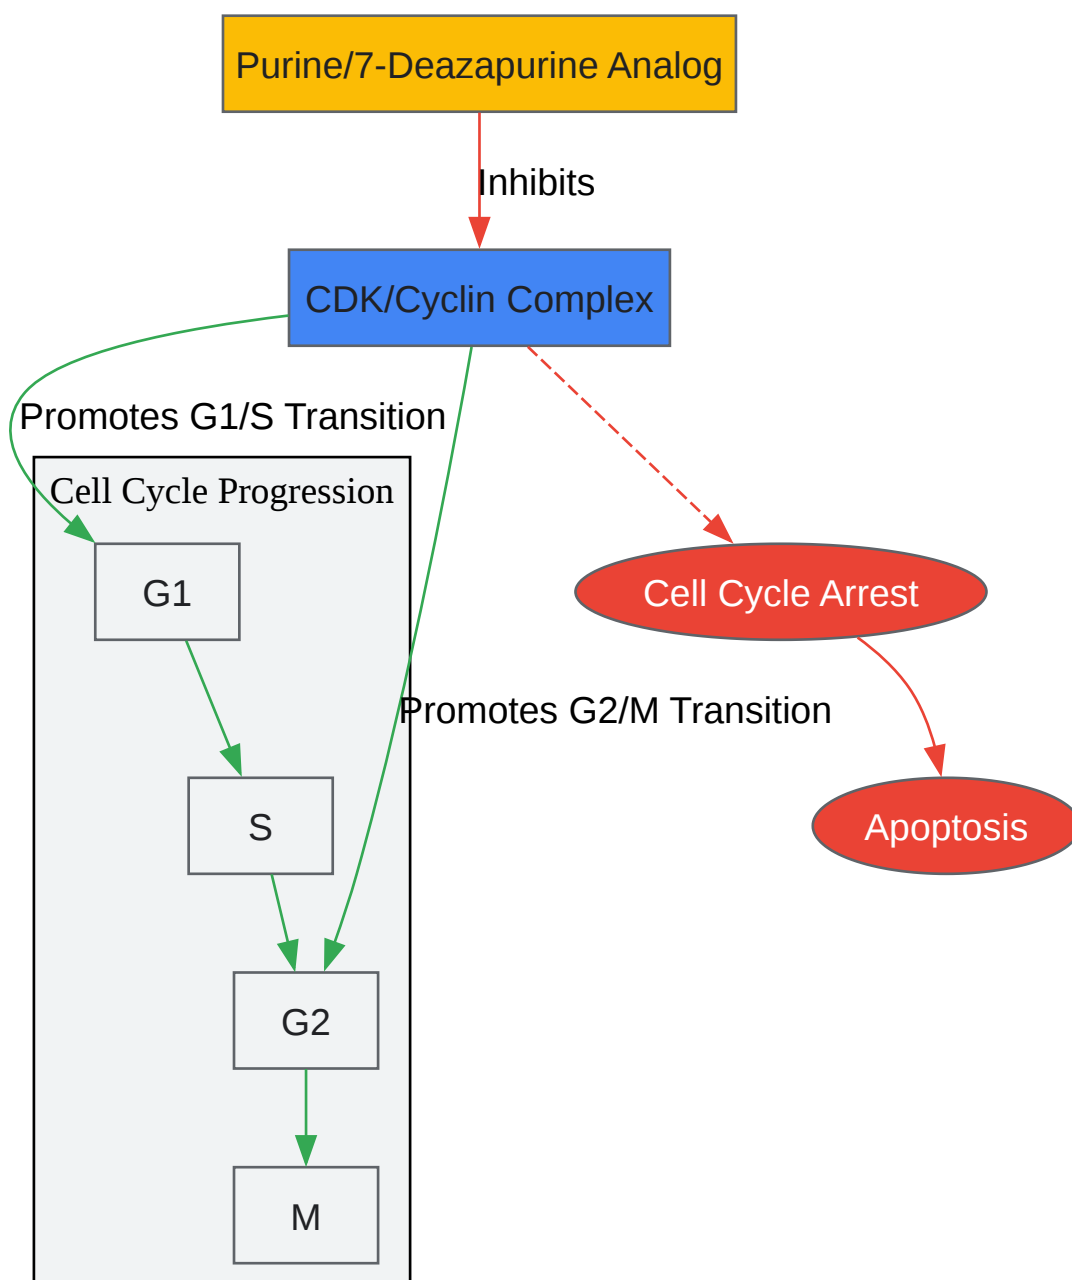 Purine/7-Deazapurine Analog
Inhibits
CDK/Cyclin Complex
Promotes G1/S Transition
Cell Cycle Progression
G1
Cell Cycle Arrest
Promotes G2/M Transition
S
Apoptosis
G2
M